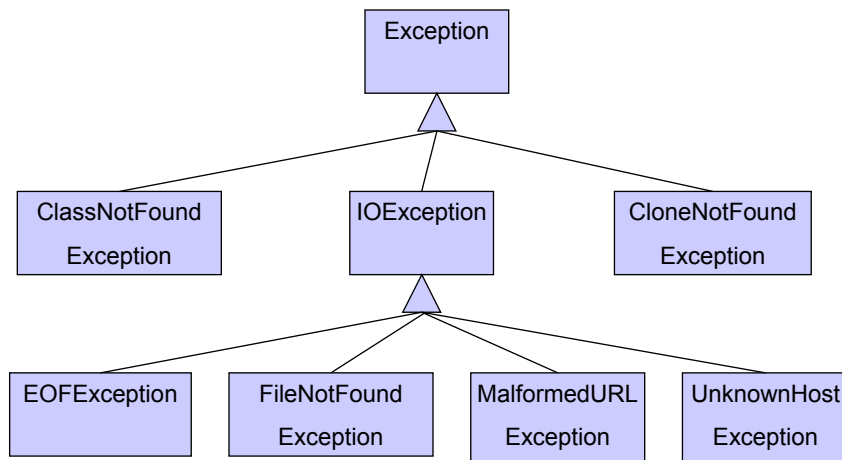 Exception
ClassNotFound
Exception
IOException
CloneNotFound
Exception
EOFException
FileNotFound
Exception
MalformedURL
Exception
UnknownHost
Exception